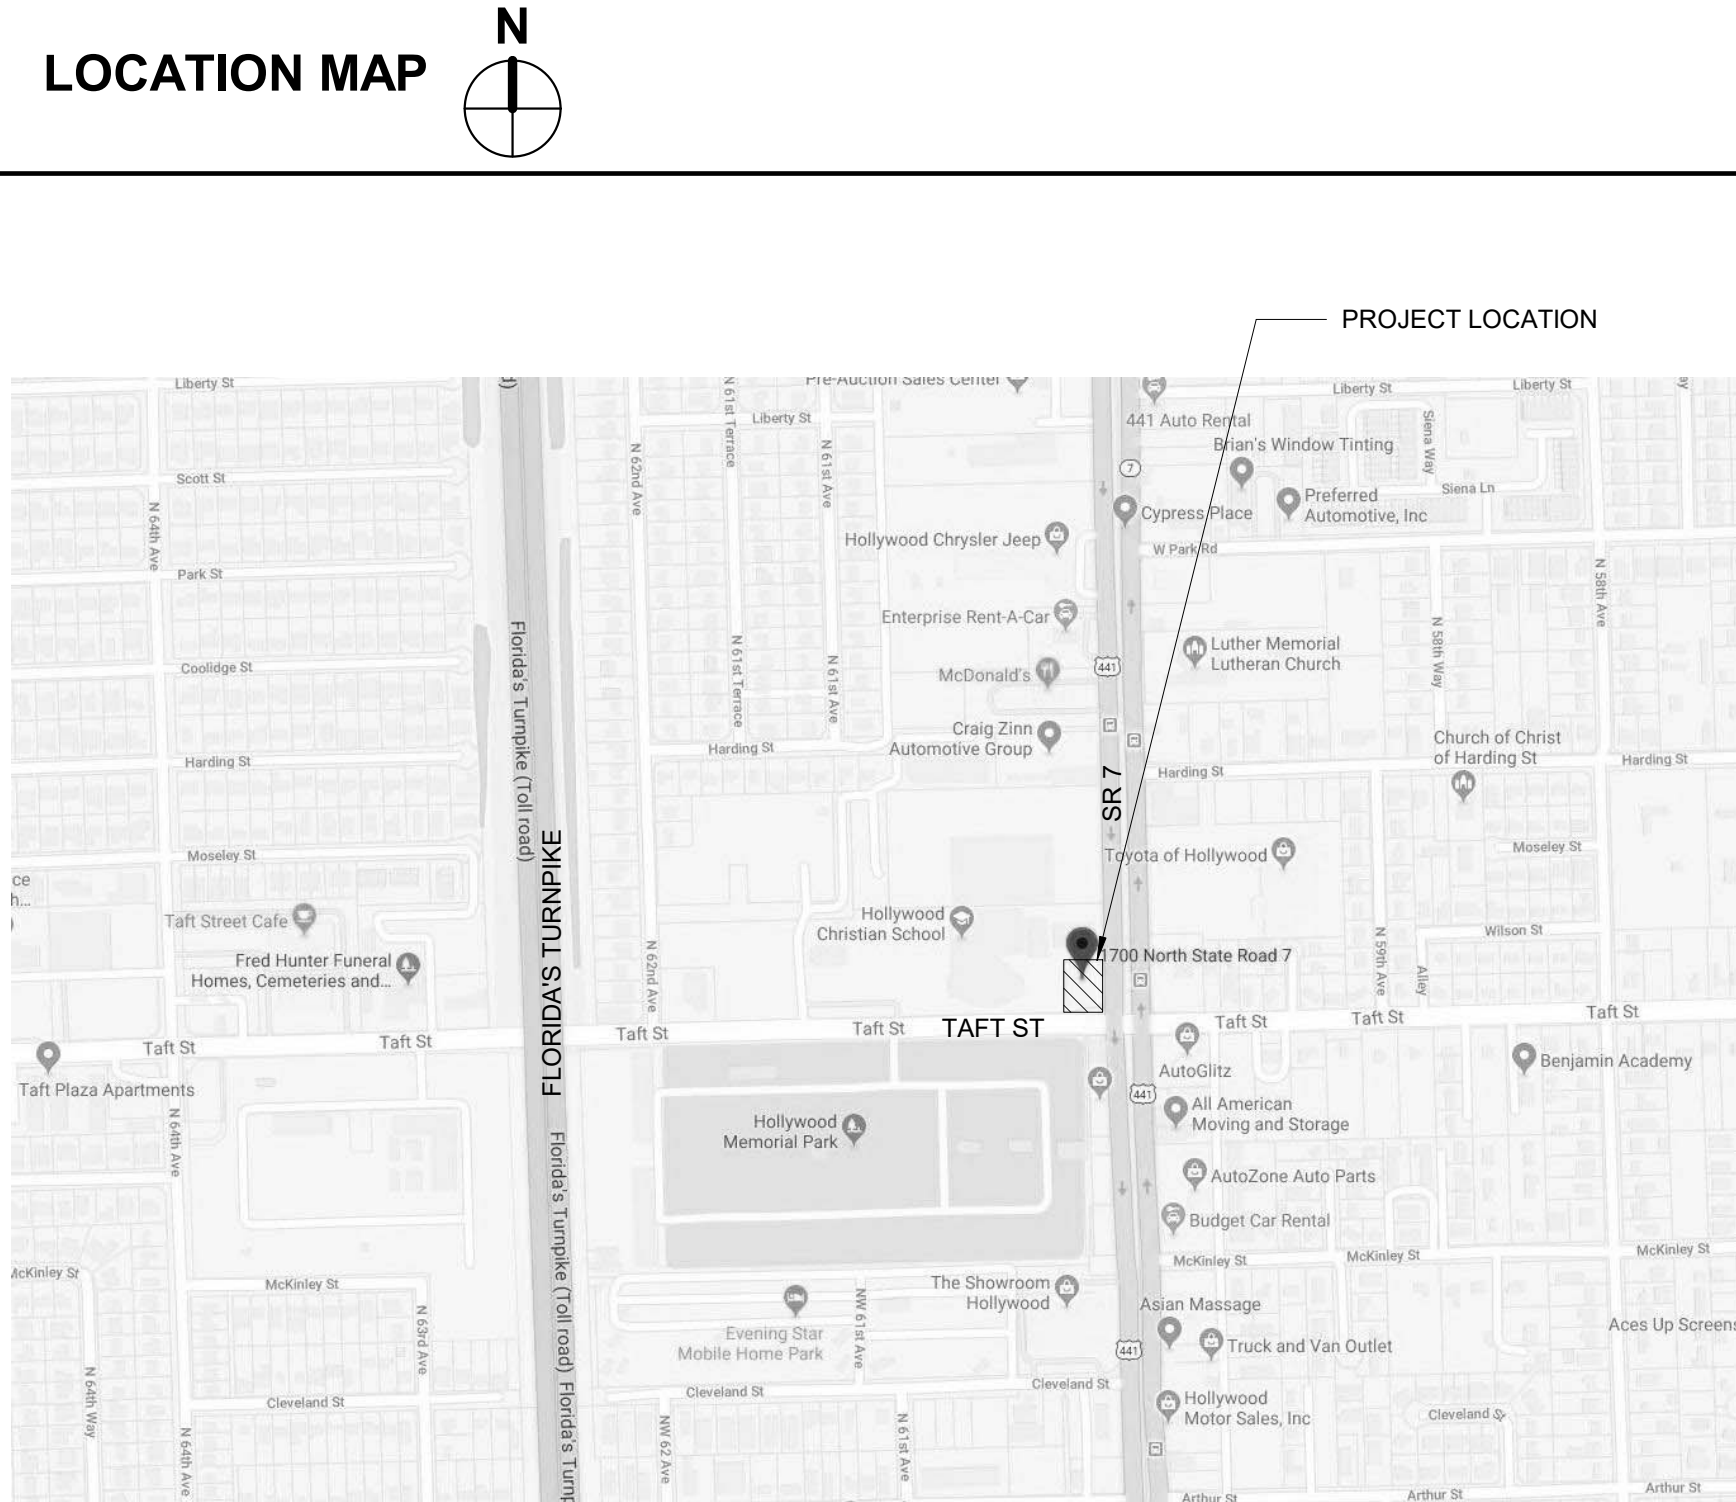 N
LOCATION MAP
PROJECT LOCATION
Liberty St
Pre-Auction Sales Center
Liberty St
Liberty St
N 61st Terrace
Liberty St
441 Auto Rental
Siena Way
Brian's Window Tinting
N 62nd Ave
N 61st Ave
7
Scott St
Siena Ln
Preferred
Automotive, Inc
N 64th Ave
Cypress Place
Hollywood Chrysler Jeep
W Park Rd
Park St
N 58th Ave
Enterprise Rent-A-Car
N 58th Way
Florida's Turnpike (Toll road)
N 61st Terrace
N 61st Ave
Luther Memorial
Lutheran Church
441
Coolidge St
McDonald's
Craig Zinn
Automotive Group
Church of Christ
of Harding St
Harding St
Harding St
Harding St
Harding St
SR 7
Moseley St
Toyota of Hollywood
Moseley St
FLORIDA'S TURNPIKE
ce
h...
Taft Street Cafe
Hollywood
Christian School
Wilson St
N 59th Ave
Alley
N 62nd Ave
Fred Hunter Funeral
Homes, Cemeteries and...
1700 North State Road 7
Taft St
Taft St
Taft St
Taft St
TAFT ST
Taft St
Taft St
Taft St
Taft Plaza Apartments
AutoGlitz
Benjamin Academy
441
N 64th Ave
Hollywood
Memorial Park
All American
Moving and Storage
Florida's Turnpike (Toll road)
AutoZone Auto Parts
Budget Car Rental
McKinley St
McKinley St
McKinley St
McKinley St
McKinley St
The Showroom
Hollywood
N 63rd Ave
NW 61st Ave
Asian Massage
Evening Star
Mobile Home Park
441
Truck and Van Outlet
Aces Up Screens
N 64th Way
Cleveland St
Cleveland St
Cleveland St
Hollywood
Motor Sales, Inc
Cleveland St
N 64th Ave
Florida's Turnp
NW 62 Ave
N 61st Ave
Arthur St
Arthur St
Arthur St